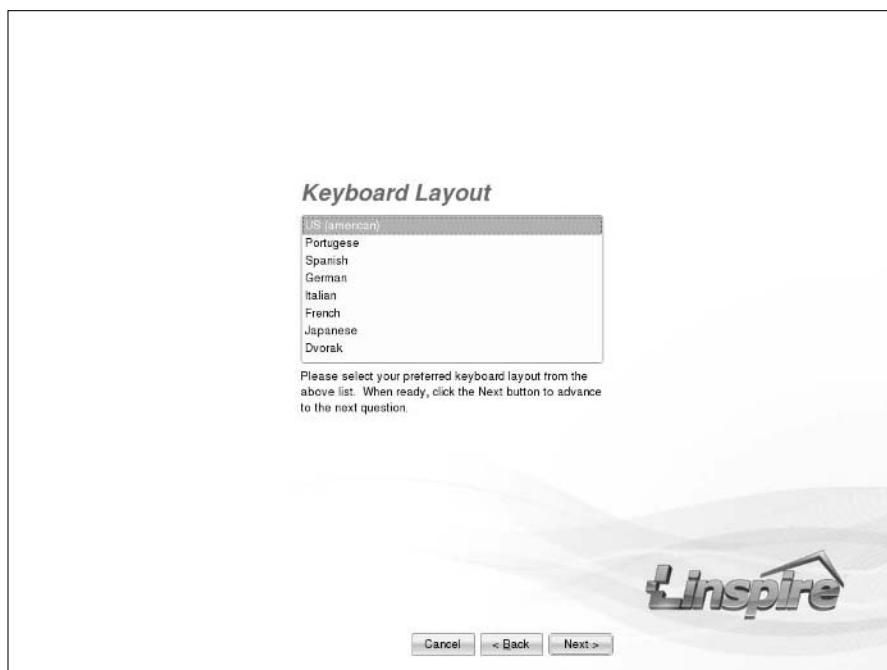 Keyboard Layout
US (american)
Portugese
Spanish
German
Italian
French
Japanese
Dvorak
Please select your preferred keyboard layout from the
above list. When ready, click the Next button to advance
to the next question.
Linspire
Cancel
< Back
Next >